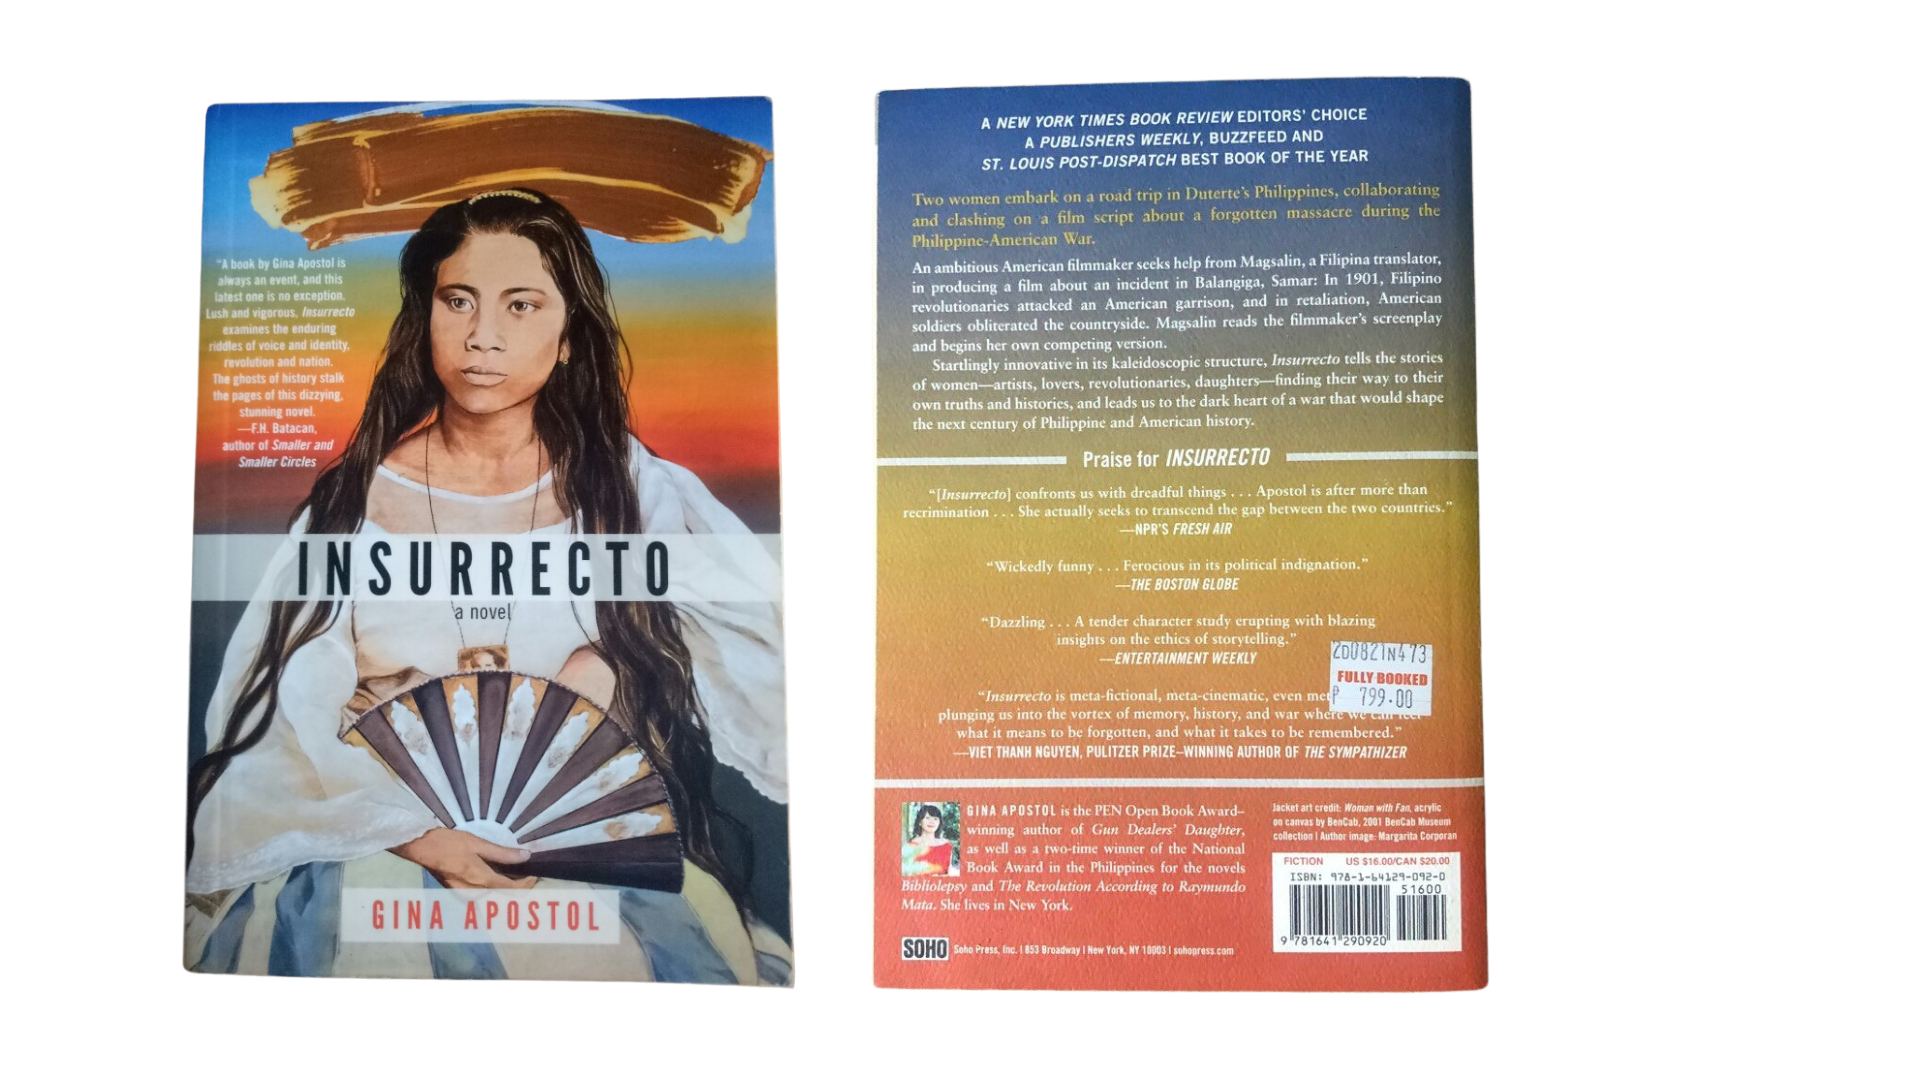 "A book by Gina Apostol is
always an event, and this
latest one is no exception.
Lush and vigorous, Insurrecto
examines the enduring
riddles of voice and identity,
revolution and nation.
The ghosts of history stalk
the pages of this dizzying,
stunning novel.
—F.H. Batacan,
author of Smaller and
Smaller Circles
INSURRECTO
a novel
GINA APOSTOL
A NEW YORK TIMES BOOK REVIEW EDITORS' CHOICE
A PUBLISHERS WEEKLY, BUZZFEED AND
ST. LOUIS POST-DISPATCH BEST BOOK OF THE YEAR
Two women embark on a road trip in Duterte's Philippines, collaborating
and clashing on a film script about a forgotten massacre during the
Philippine-American War.
An ambitious American filmmaker seeks help from Magsalin, a Filipina translator,
in producing a film about an incident in Balangiga, Samar: In 1901, Filipino
revolutionaries attacked an American garrison, and in retaliation, American
soldiers obliterated the countryside. Magsalin reads the filmmaker's screenplay
and begins her own competing version.
Startlingly innovative in its kaleidoscopic structure, Insurrecto tells the stories
of women—artists, lovers, revolutionaries, daughters—finding their way to their
own truths and histories, and leads us to the dark heart of a war that would shape
the next century of Philippine and American history.
Praise for INSURRECTO
"[Insurrecto] confronts us with dreadful things . . . Apostol is after more than
recrimination . . . She actually seeks to transcend the gap between the two countries."
—NPR'S FRESH AIR
"Wickedly funny . . . Ferocious in its political indignation."
—THE BOSTON GLOBE
"Dazzling . . . A tender character study erupting with blazing
insights on the ethics of storytelling."
—ENTERTAINMENT WEEKLY
2D0821N473
FULLY BOOKED
₱ 799.00
"Insurrecto is meta-fictional, meta-cinematic, even
plunging us into the vortex of memory, history, and war where we can feel
what it means to be forgotten, and what it takes to be remembered."
—VIET THANH NGUYEN, PULITZER PRIZE–WINNING AUTHOR OF THE SYMPATHIZER
GINA APOSTOL is the PEN Open Book Award–
winning author of Gun Dealers' Daughter,
as well as a two-time winner of the National
Book Award in the Philippines for the novels
Bibliolepsy and The Revolution According to Raymundo
Mata. She lives in New York.
SOHO Soho Press, Inc. | 853 Broadway | New York, NY 10003 | sohopress.com
Jacket art credit: Woman with Fan, acrylic
on canvas by BenCab, 2001 BenCab Museum
collection | Author image: Margarita Corporan
FICTION US $16.00/CAN $20.00
ISBN: 978-1-64129-092-0
51600
9 781641 290920